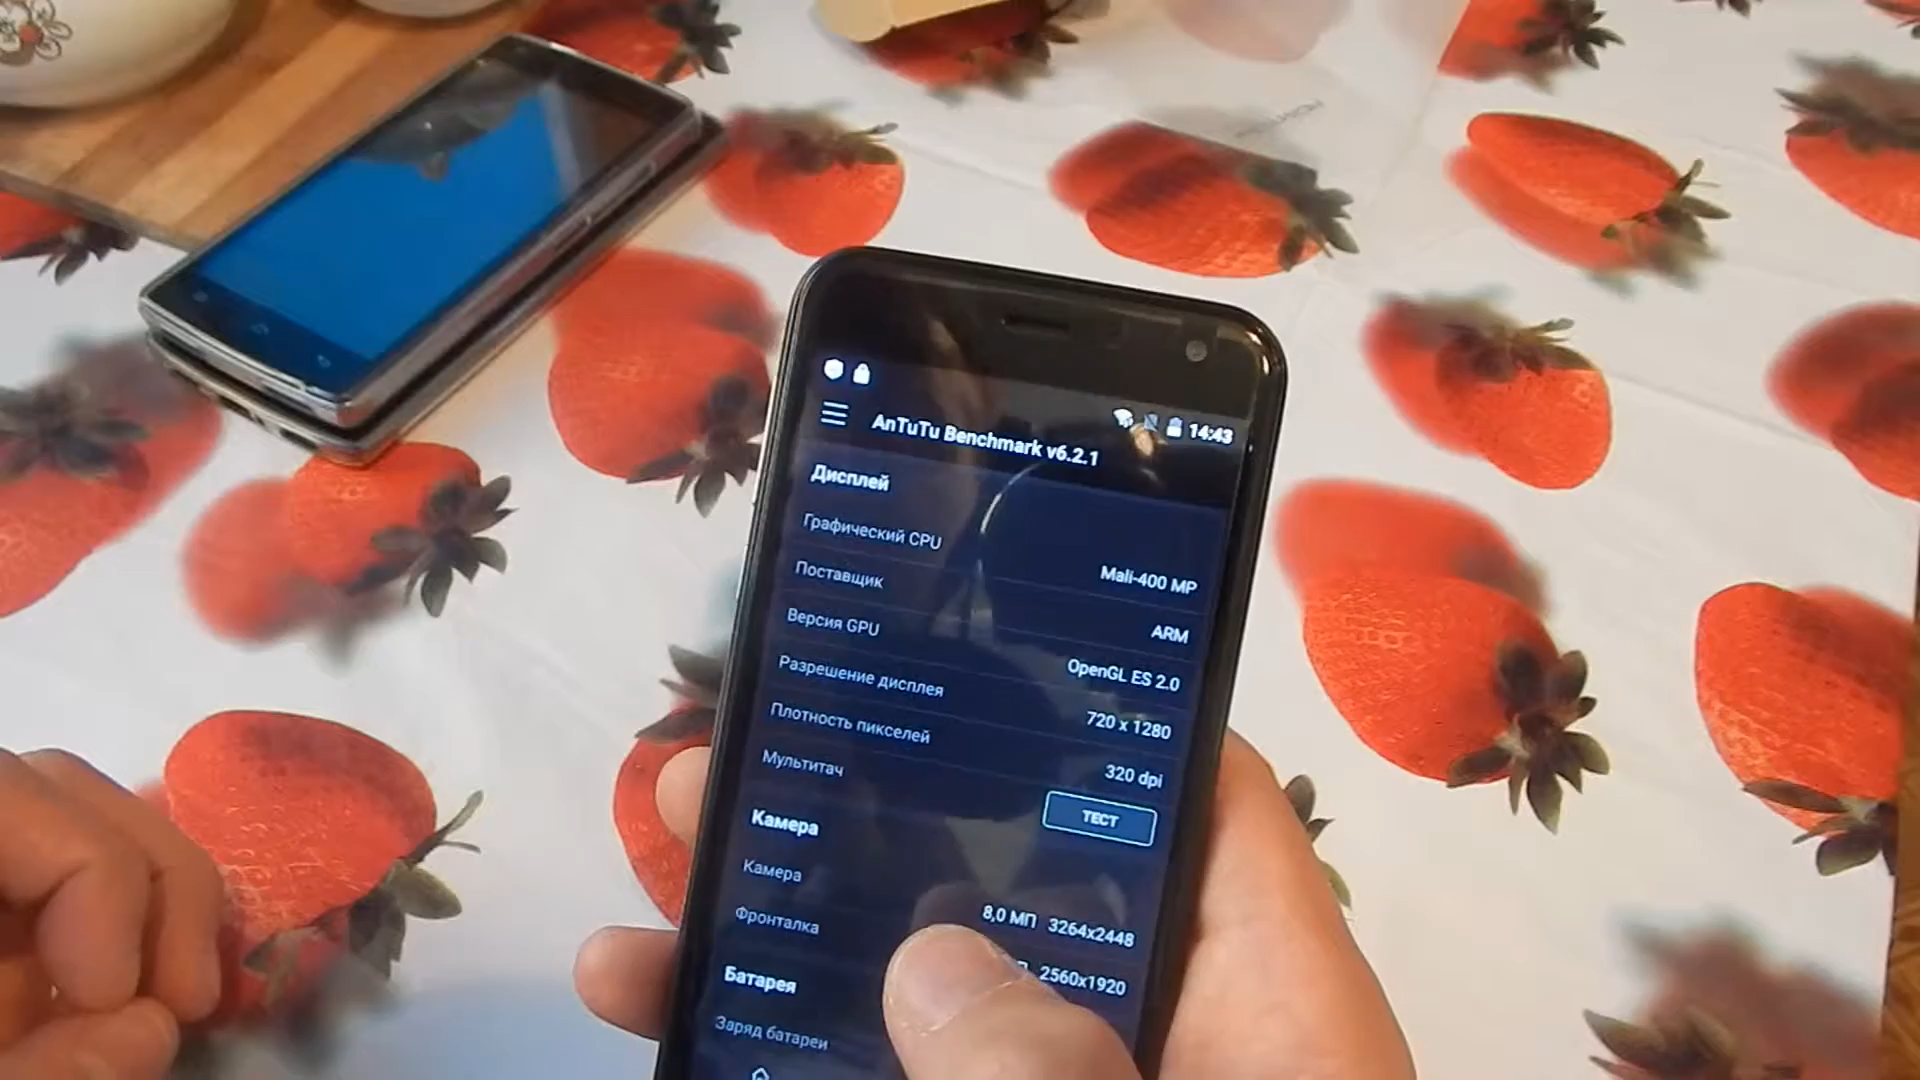 14:43
AnTuTu Benchmark v6.2.1
Дисплей
Графический CPU
Mali-400 MP
Поставщик
ARM
Версия GPU
OpenGL ES 2.0
Разрешение дисплея
720 x 1280
Плотность пикселей
320 dpi
Мультитач
ТЕСТ
Камера
Камера
8,0 МП 3264x2448
Фронталка
2560x1920
Батарея
Заряд батареи